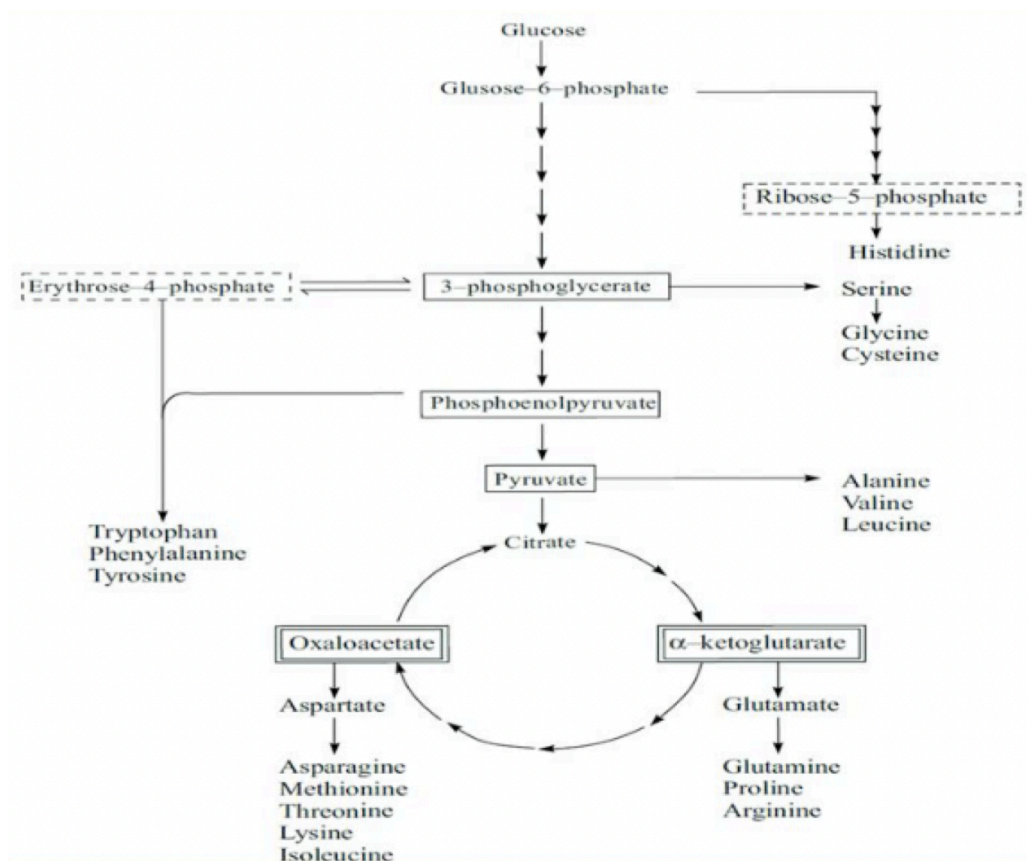 Glucose
Glusose–6–phosphate
Ribose–5–phosphate
Histidine
Erythrose–4–phosphate
3–phosphoglycerate
Serine
Glycine
Cysteine
Phosphoenolpyruvate
Pyruvate
Alanine
Valine
Leucine
Tryptophan
Phenylalanine
Tyrosine
Citrate
Oxaloacetate
α–ketoglutarate
Aspartate
Glutamate
Asparagine
Methionine
Threonine
Lysine
Isoleucine
Glutamine
Proline
Arginine